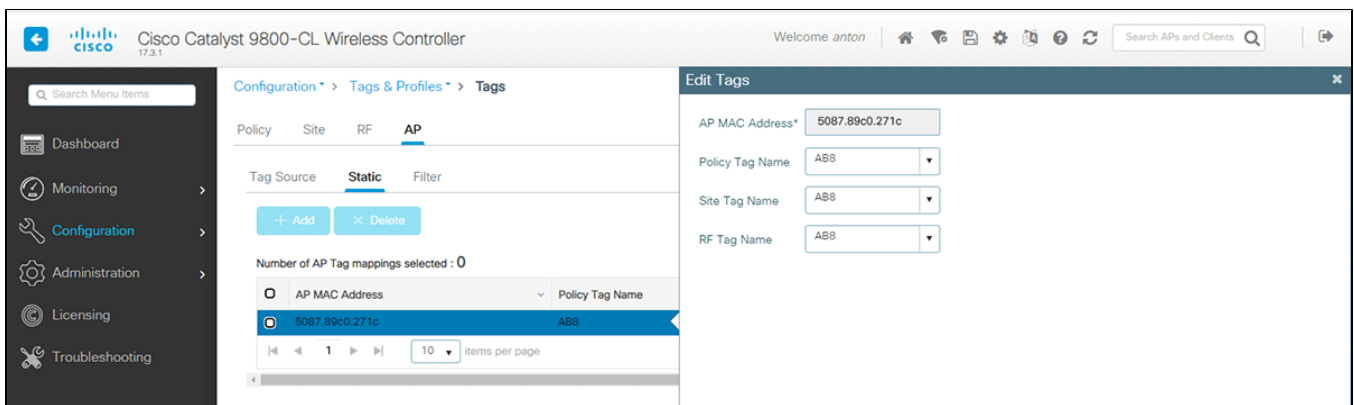 CISCO
Cisco Catalyst 9800-CL Wireless Controller
17.3.1
Welcome anton
Search APs and Clients
Search Menu Items
Dashboard
Monitoring
Configuration
Administration
Licensing
Troubleshooting
Configuration > Tags & Profiles > Tags
Policy Site RF AP
Tag Source Static Filter
+ Add × Delete
Number of AP Tag mappings selected : 0
AP MAC Address Policy Tag Name
5087.89c0.271c AB8
1 10 items per page
Edit Tags
AP MAC Address* 5087.89c0.271c
Policy Tag Name AB8
Site Tag Name AB8
RF Tag Name AB8